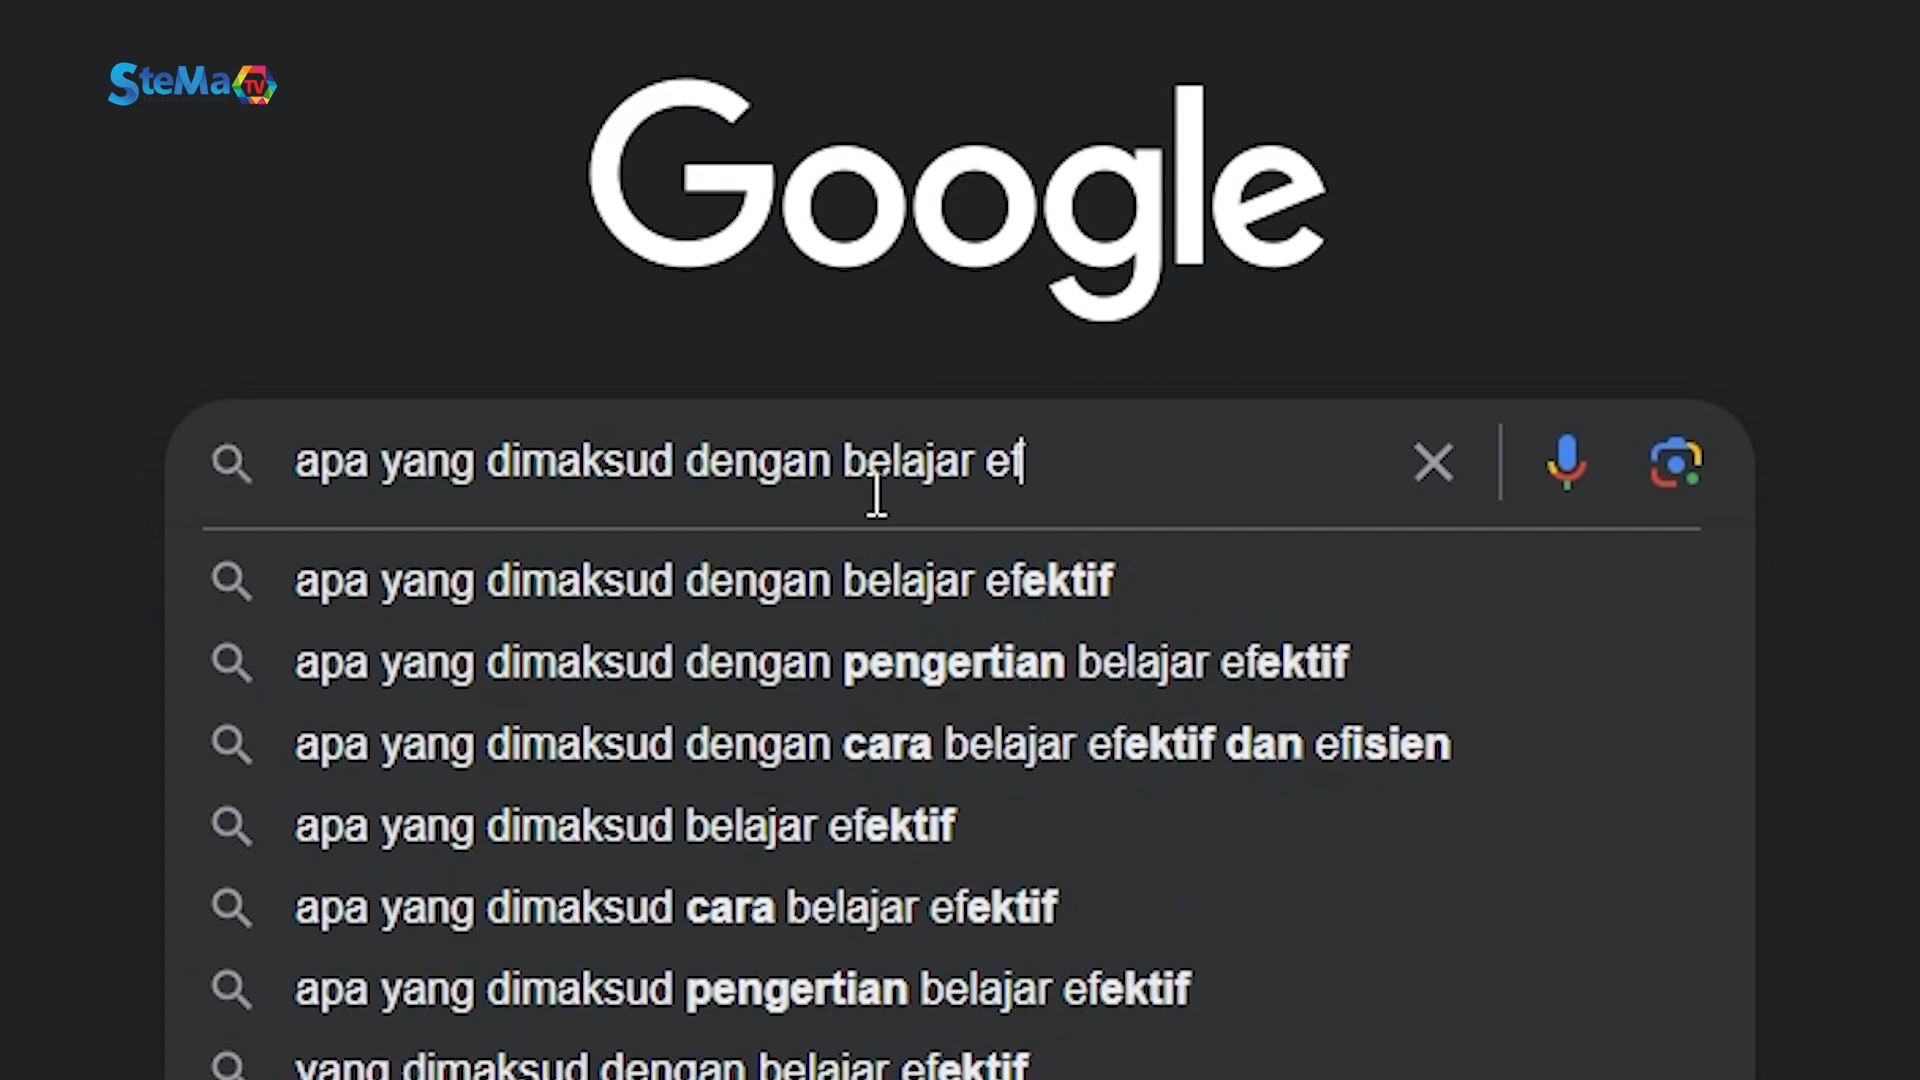 SteMa TV
Google
apa yang dimaksud dengan belajar ef
apa yang dimaksud dengan belajar efektif
apa yang dimaksud dengan pengertian belajar efektif
apa yang dimaksud dengan cara belajar efektif dan efisien
apa yang dimaksud belajar efektif
apa yang dimaksud cara belajar efektif
apa yang dimaksud pengertian belajar efektif
yang dimaksud dengan belajar efektif